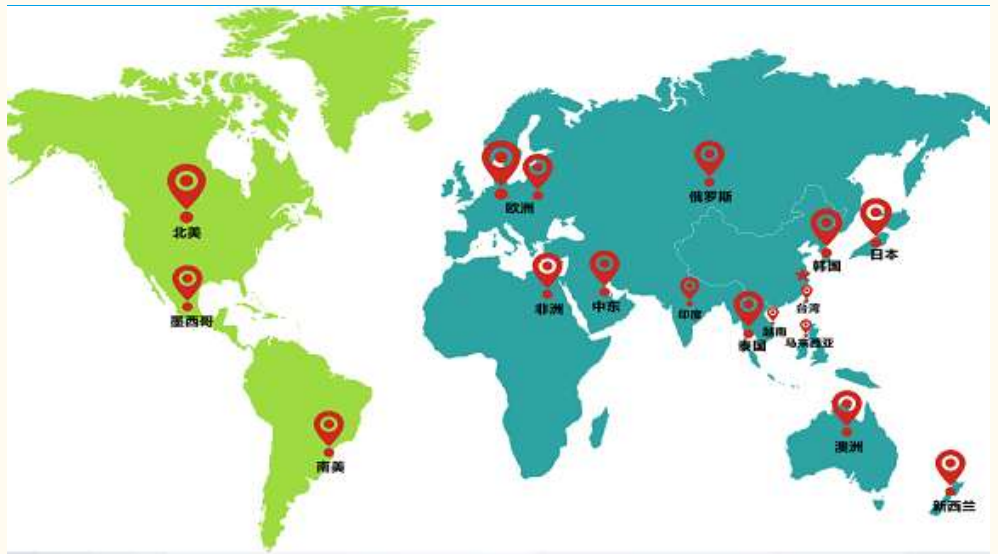 俄罗斯
欧洲
北美
日本
韩国
非洲
中东
台湾
印度
墨西哥
越南
泰国
马来西亚
澳洲
南美
新西兰